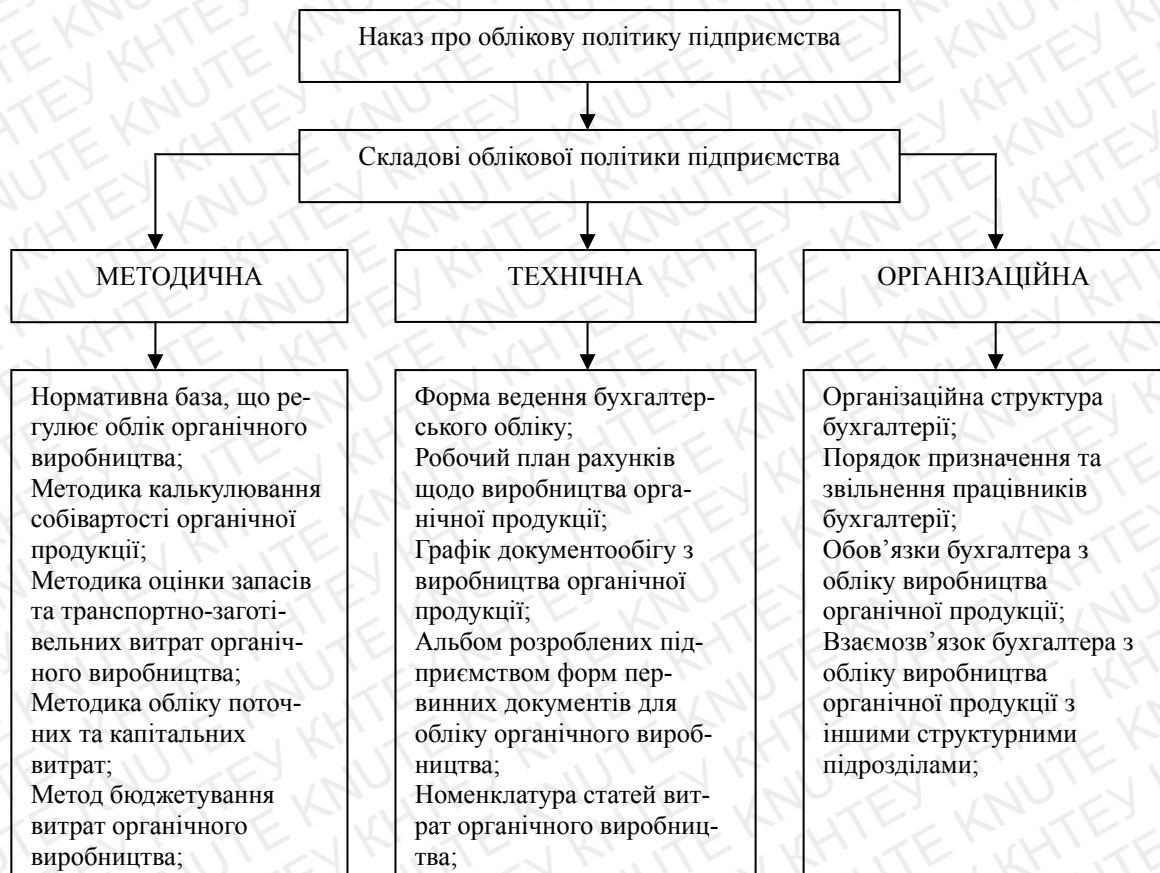 Наказ про облікову політику підприємства
Складові облікової політики підприємства
МЕТОДИЧНА
ТЕХНІЧНА
ОРГАНІЗАЦІЙНА
Нормативна база, що ре-
гулює облік органічного
виробництва;
Методика калькулювання
собівартості органічної
продукції;
Методика оцінки запасів
та транспортно-заготі-
вельних витрат органіч-
ного виробництва;
Методика обліку поточ-
них та капітальних
витрат;
Метод бюджетування
витрат органічного
виробництва;
Форма ведення бухгалтер-
ського обліку;
Робочий план рахунків
щодо виробництва орга-
нічної продукції;
Графік документообігу з
виробництва органічної
продукції;
Альбом розроблених під-
приємством форм пер-
винних документів для
обліку органічного вироб-
ництва;
Номенклатура статей вит-
рат органічного виробниц-
тва;
Організаційна структура
бухгалтерії;
Порядок призначення та
звільнення працівників
бухгалтерії;
Обов’язки бухгалтера з
обліку виробництва
органічної продукції;
Взаємозв’язок бухгалтера з
обліку виробництва
органічної продукції з
іншими структурними
підрозділами;
KNUTE КНТЕУ